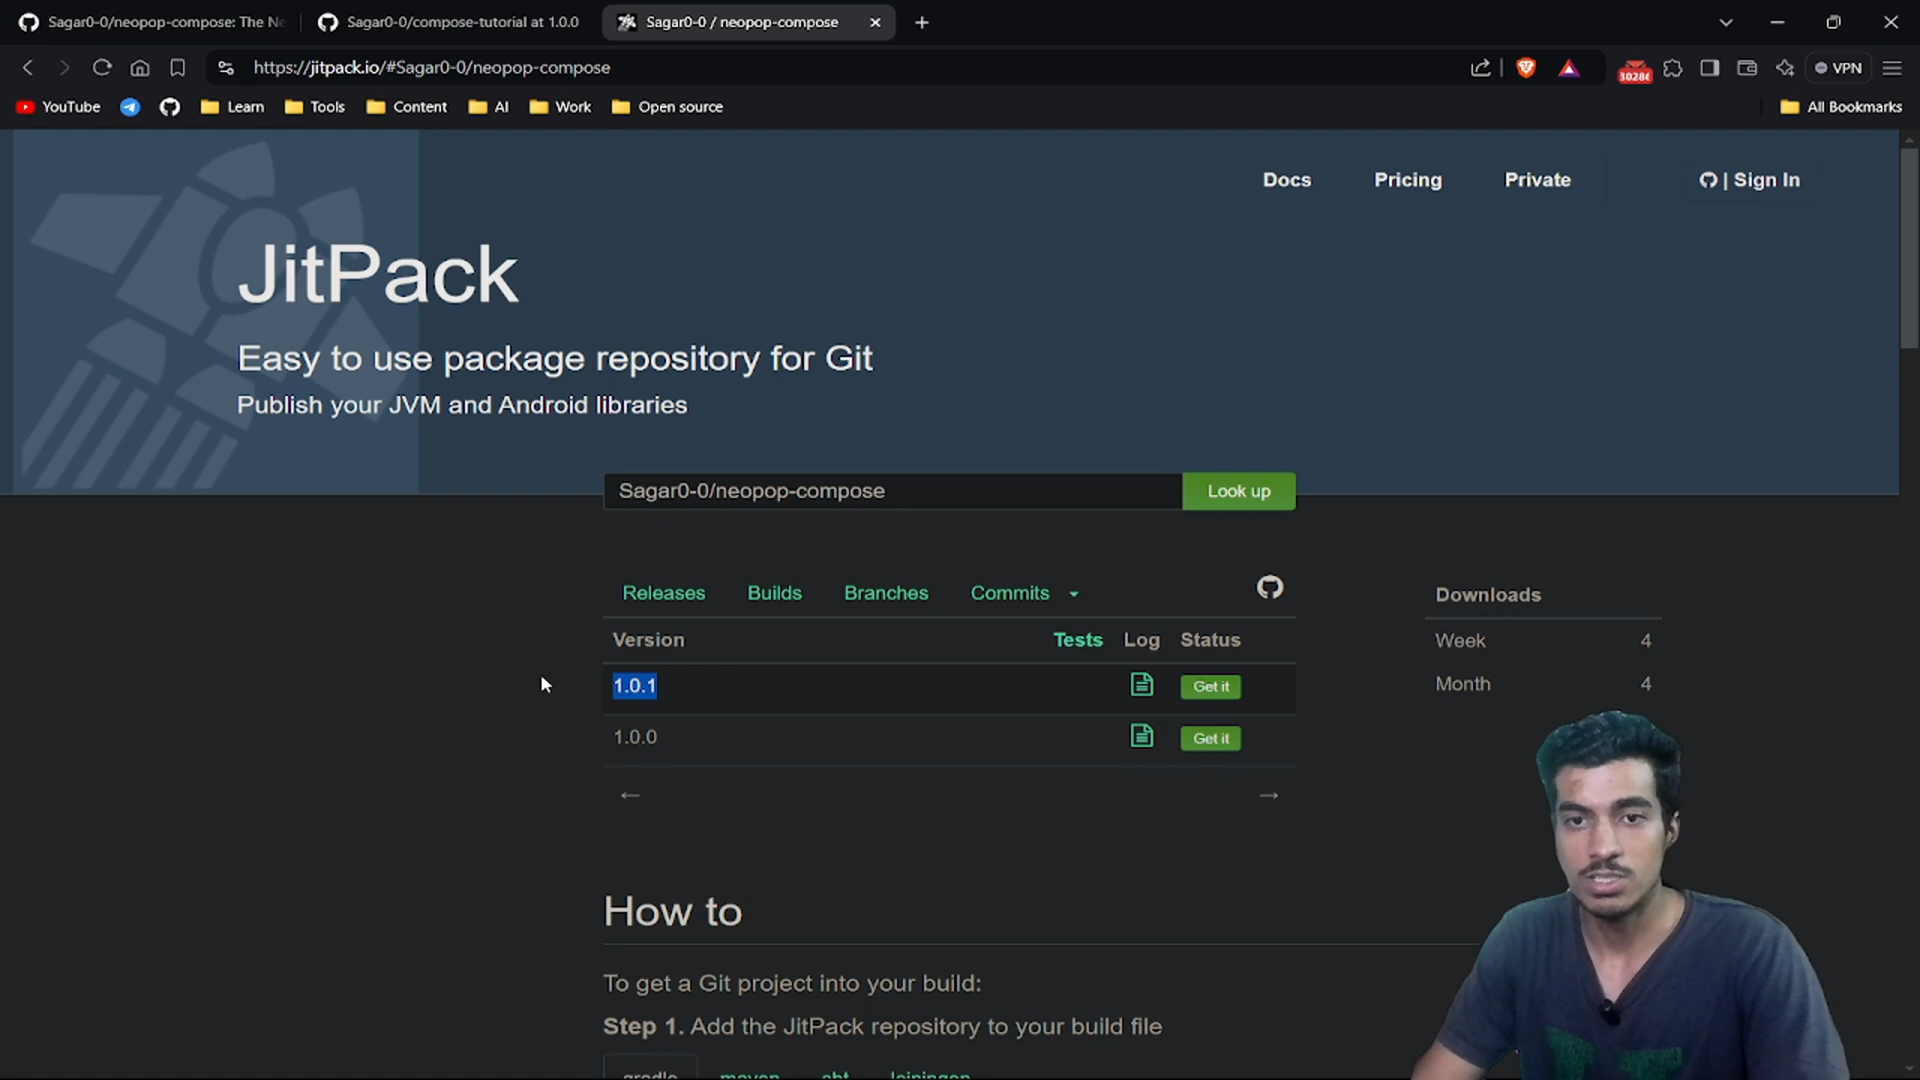 Sagar0-0/neopop-compose: The Ne
Sagar0-0/compose-tutorial at 1.0.0
Sagar0-0 / neopop-compose
https://jitpack.io/#Sagar0-0/neopop-compose
VPN
YouTube
Learn
Tools
Content
AI
Work
Open source
All Bookmarks
Docs
Pricing
Private
| Sign In
JitPack
Easy to use package repository for Git
Publish your JVM and Android libraries
Sagar0-0/neopop-compose
Look up
Releases
Builds
Branches
Commits
Downloads
Version
Tests
Log
Status
Week 4
1.0.1
Get it
Month 4
1.0.0
Get it
←
→
How to
To get a Git project into your build:
Step 1. Add the JitPack repository to your build file
gradle
maven
sbt
leiningen